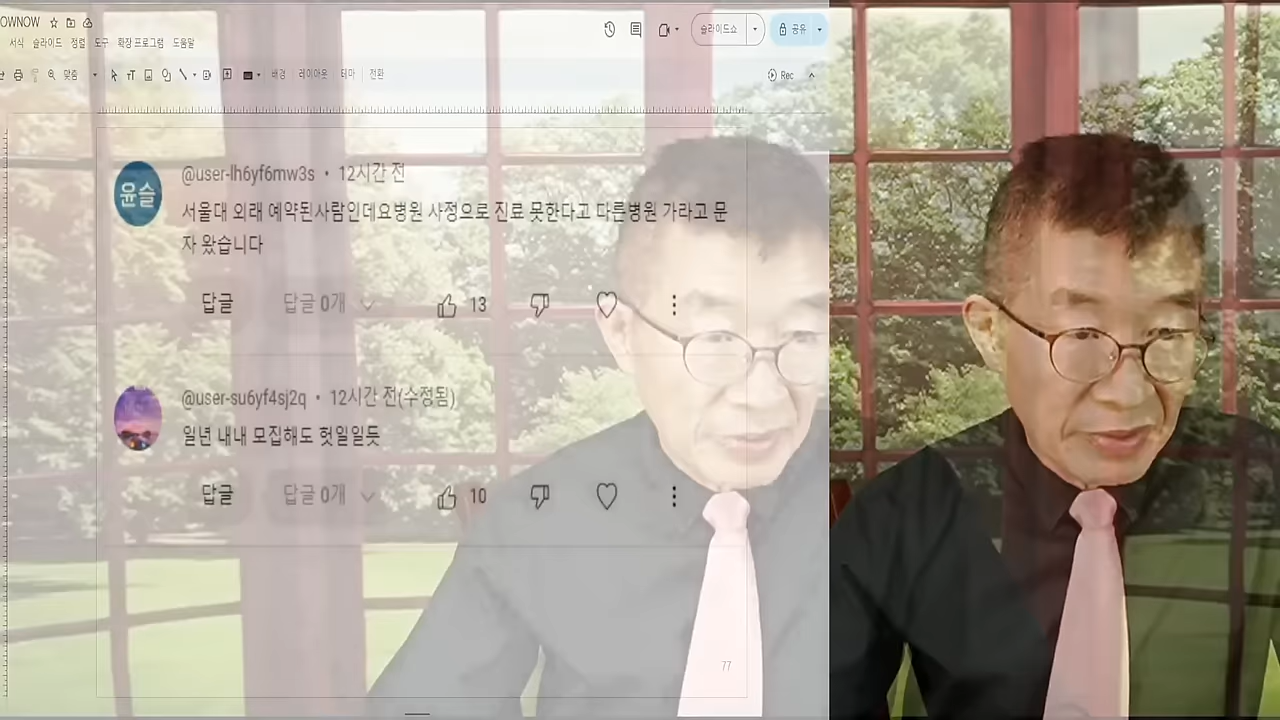 OWNOW
서식 슬라이드 정렬 도구 확장 프로그램 도움말
슬라이드쇼
공유
맞춤
배경 레이아웃 테마 전환
Rec
윤슬
@user-lh6yf6mw3s • 12시간 전
서울대 외래 예약된사람인데요병원 사정으로 진료 못한다고 다른병원 가라고 문
자 왔습니다
답글 답글 0개 13
@user-su6yf4sj2q • 12시간 전(수정됨)
일년 내내 모집해도 헛일일듯
답글 답글 0개 10
77